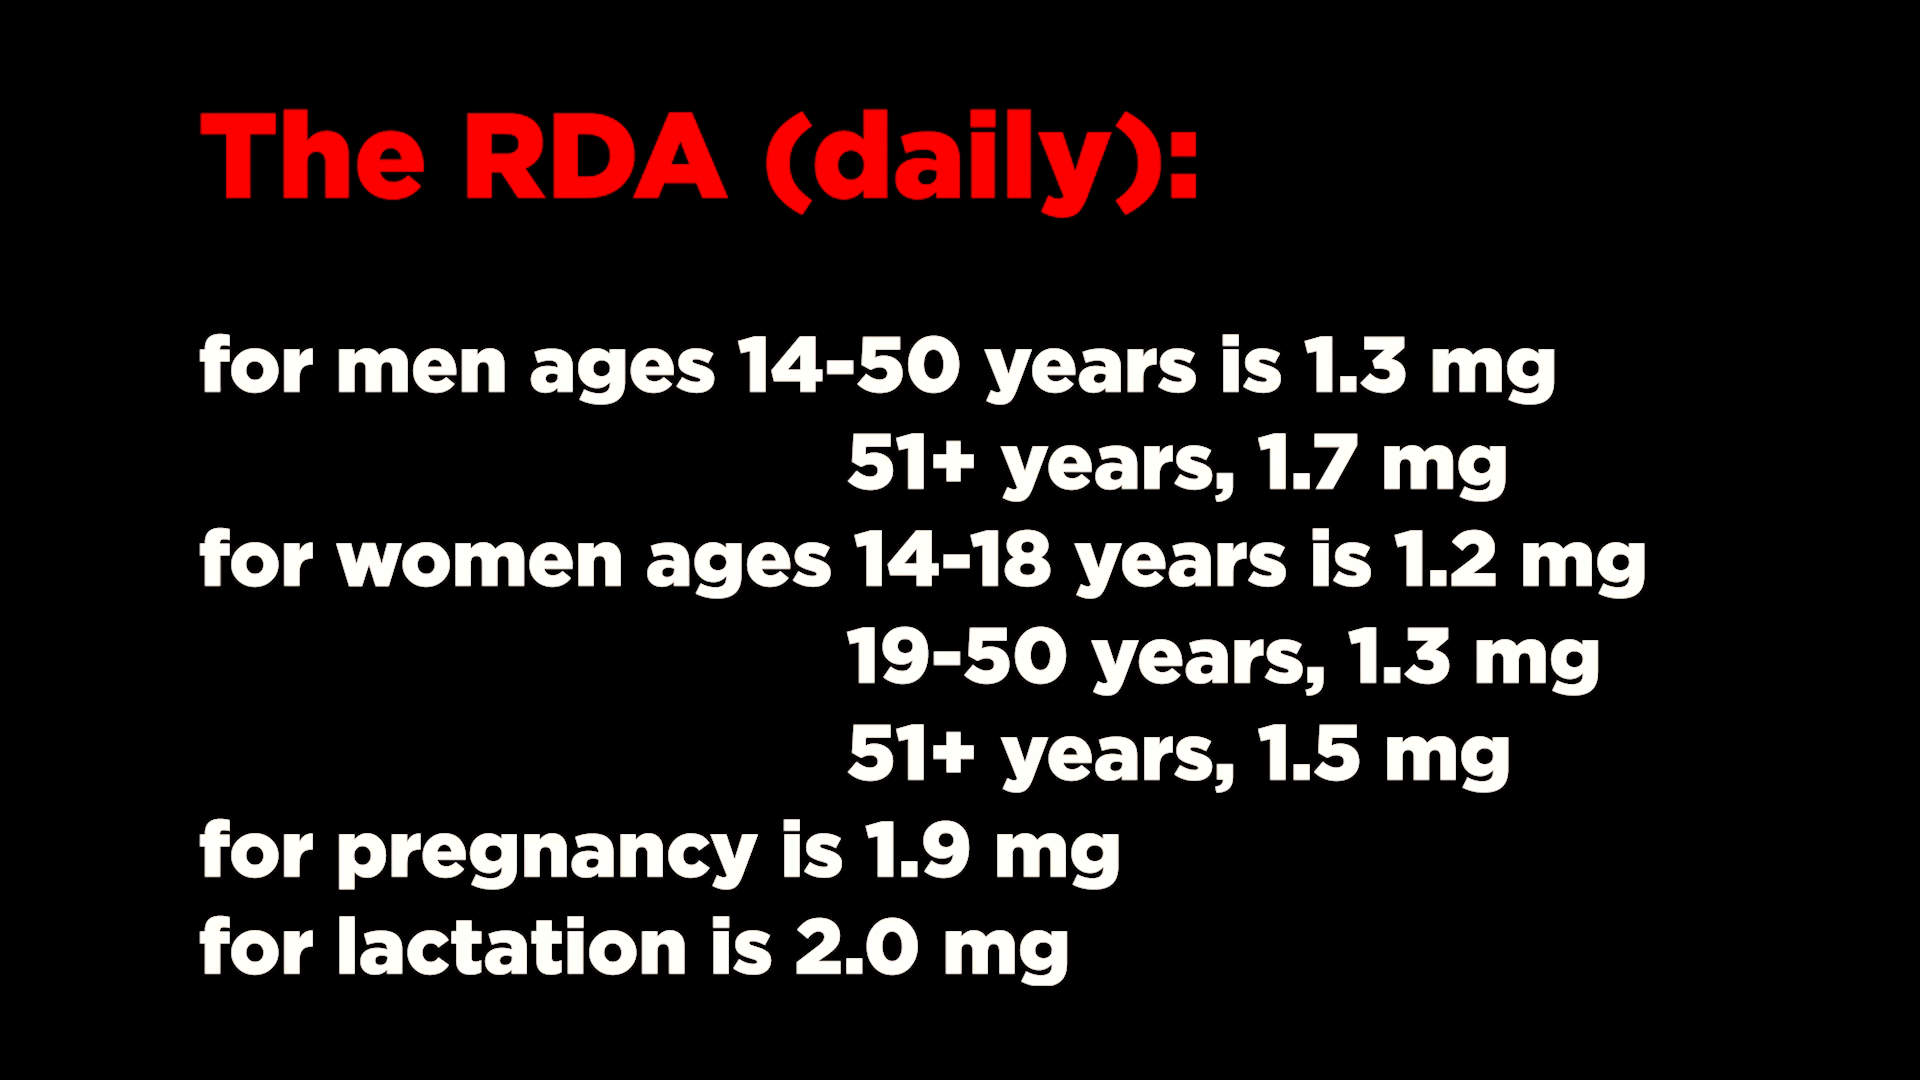 The RDA (daily):
for men ages 14-50 years is 1.3 mg
51+ years, 1.7 mg
for women ages 14-18 years is 1.2 mg
19-50 years, 1.3 mg
51+ years, 1.5 mg
for pregnancy is 1.9 mg
for lactation is 2.0 mg